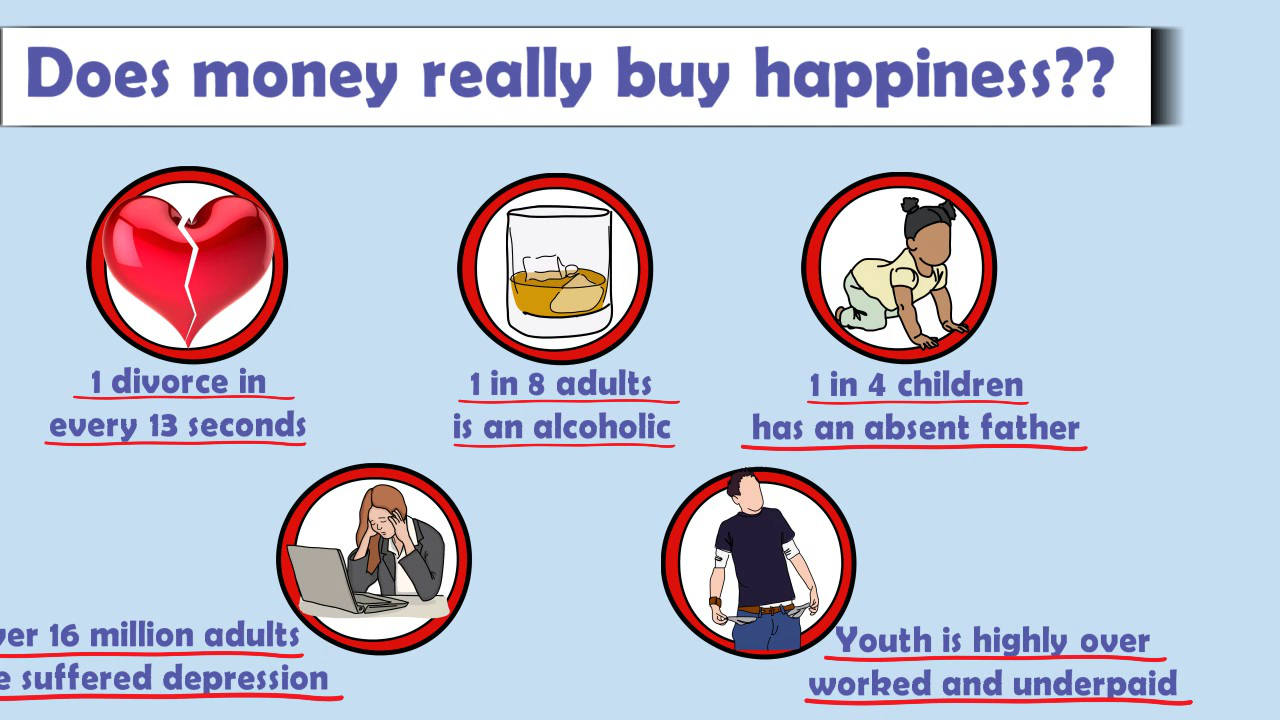 Does money really buy happiness??
1 divorce in
every 13 seconds
1 in 8 adults
is an alcoholic
1 in 4 children
has an absent father
16 million adults
suffered depression
Youth is highly over
worked and underpaid